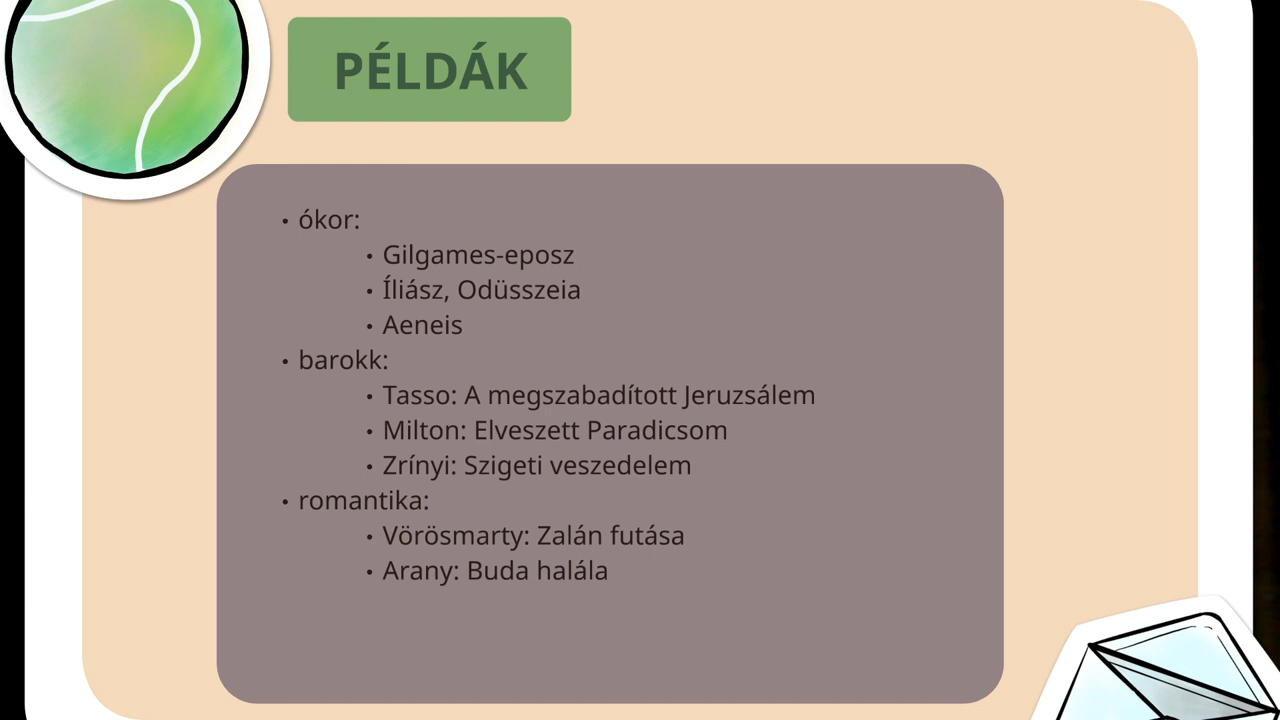 PÉLDÁK
• ókor:
• Gilgames-eposz
• Íliász, Odüsszeia
• Aeneis
• barokk:
• Tasso: A megszabadított Jeruzsálem
• Milton: Elveszett Paradicsom
• Zrínyi: Szigeti veszedelem
• romantika:
• Vörösmarty: Zalán futása
• Arany: Buda halála